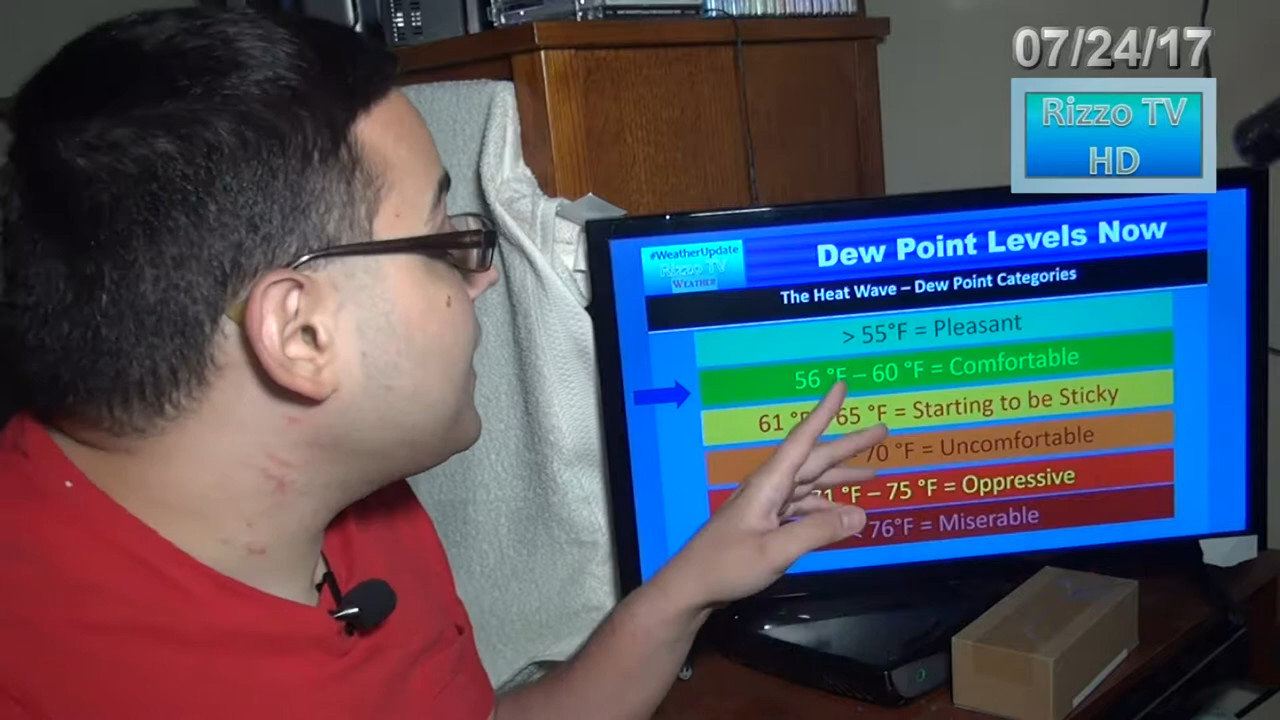 07/24/17
Rizzo TV
HD
#WeatherUpdate
Rizzo TV
WEATHER
Dew Point Levels Now
The Heat Wave – Dew Point Categories
> 55°F = Pleasant
56 °F – 60 °F = Comfortable
61 °F 65 °F = Starting to be Sticky
70 °F = Uncomfortable
71 °F – 75 °F = Oppressive
< 76°F = Miserable